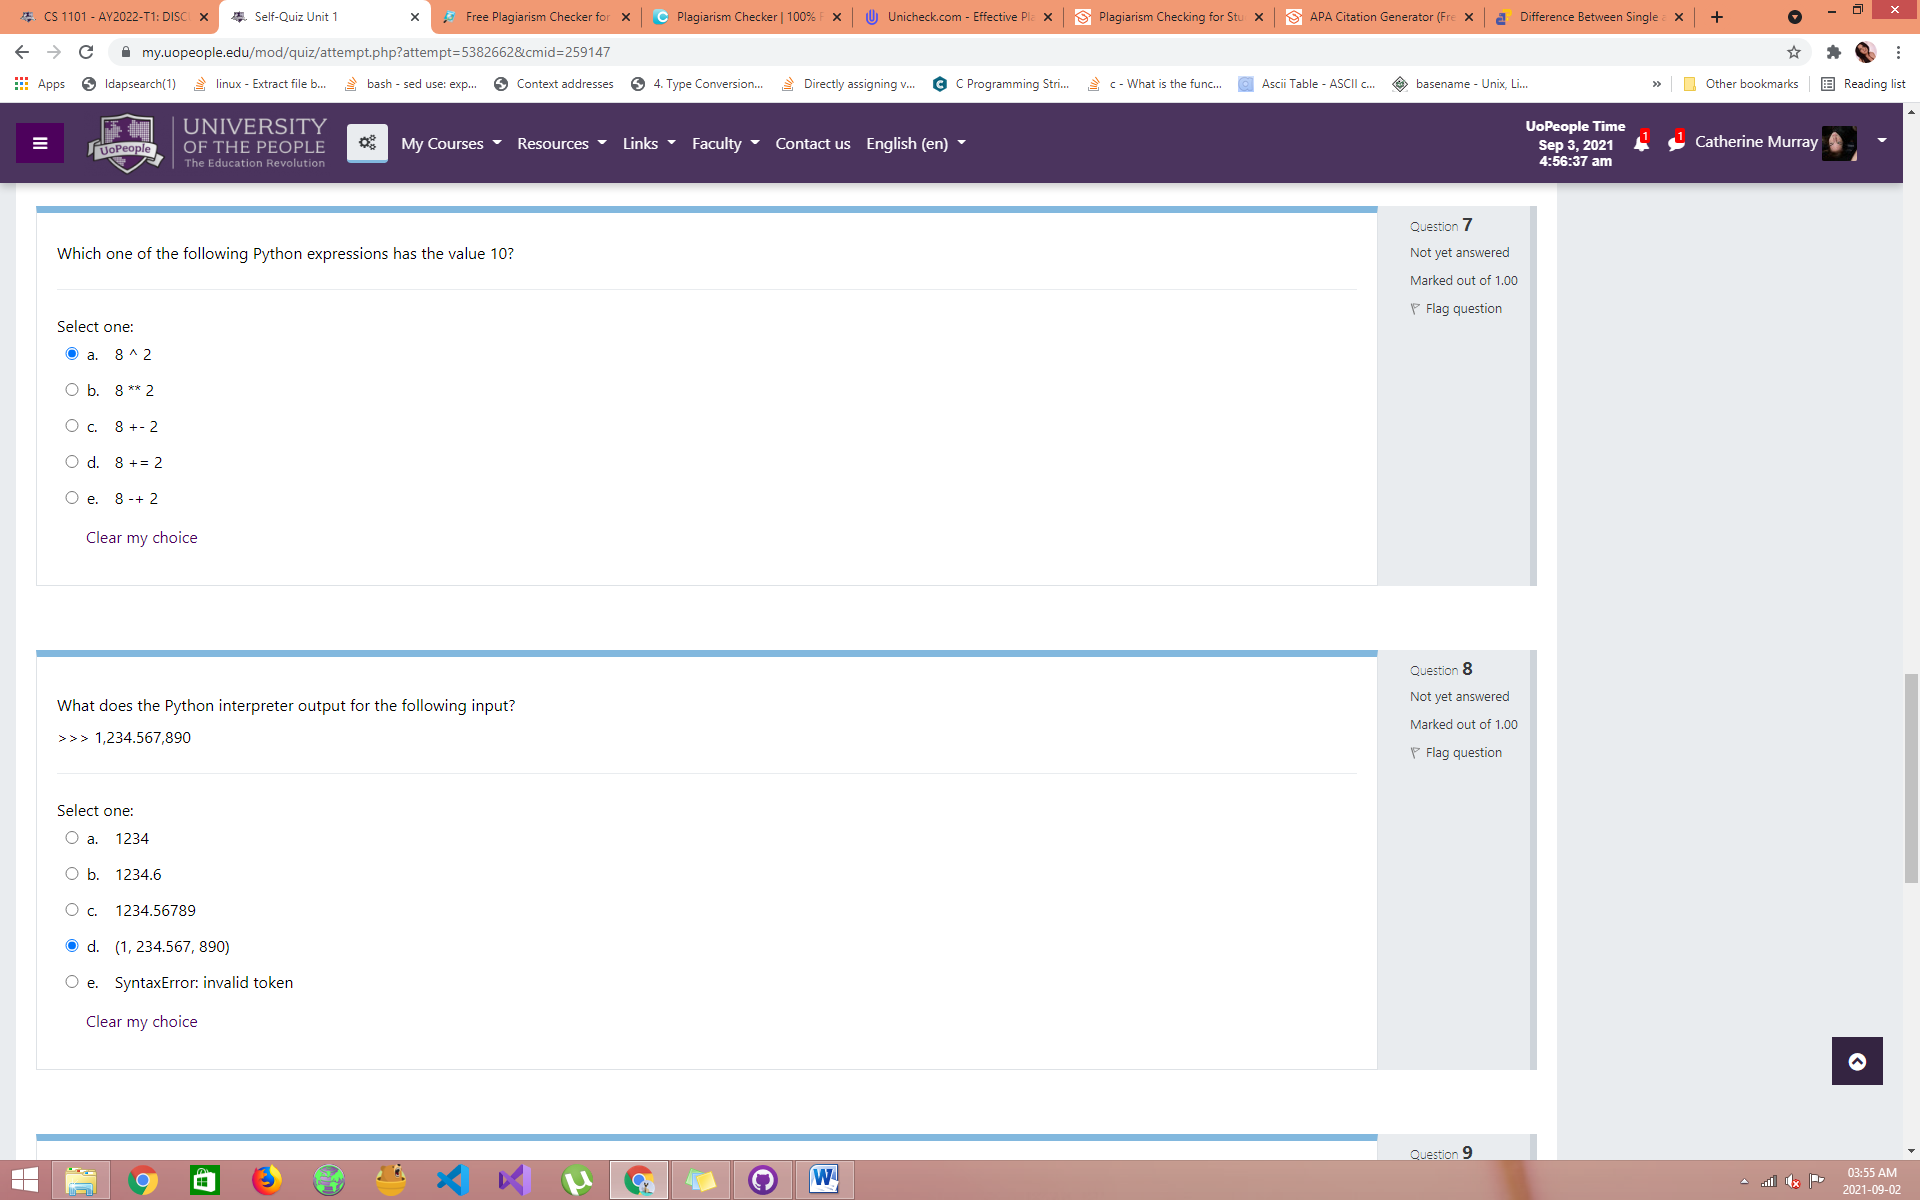 CS 1101 - AY2022-T1: DISC
Self-Quiz Unit 1
Free Plagiarism Checker for
Plagiarism Checker | 100% F
Unicheck.com - Effective Pla
Plagiarism Checking for Stu
APA Citation Generator (Fre
Difference Between Single a
my.uopeople.edu/mod/quiz/attempt.php?attempt=5382662&cmid=259147
Apps
ldapsearch(1)
linux - Extract file b...
bash - sed use: exp...
Context addresses
4. Type Conversion...
Directly assigning v...
C Programming Stri...
c - What is the func...
Ascii Table - ASCII c...
basename - Unix, Li...
»
Other bookmarks
Reading list
UoPeople
UNIVERSITY
OF THE PEOPLE
The Education Revolution
My Courses
Resources
Links
Faculty
Contact us
English (en)
UoPeople Time
Sep 3, 2021
4:56:37 am
1
1
Catherine Murray
Which one of the following Python expressions has the value 10?
Select one:
a. 8 ^ 2
b. 8 ** 2
c. 8 +- 2
d. 8 += 2
e. 8 -+ 2
Clear my choice
Question 7
Not yet answered
Marked out of 1.00
Flag question
What does the Python interpreter output for the following input?
>>> 1,234.567,890
Select one:
a. 1234
b. 1234.6
c. 1234.56789
d. (1, 234.567, 890)
e. SyntaxError: invalid token
Clear my choice
Question 8
Not yet answered
Marked out of 1.00
Flag question
Question 9
03:55 AM
2021-09-02